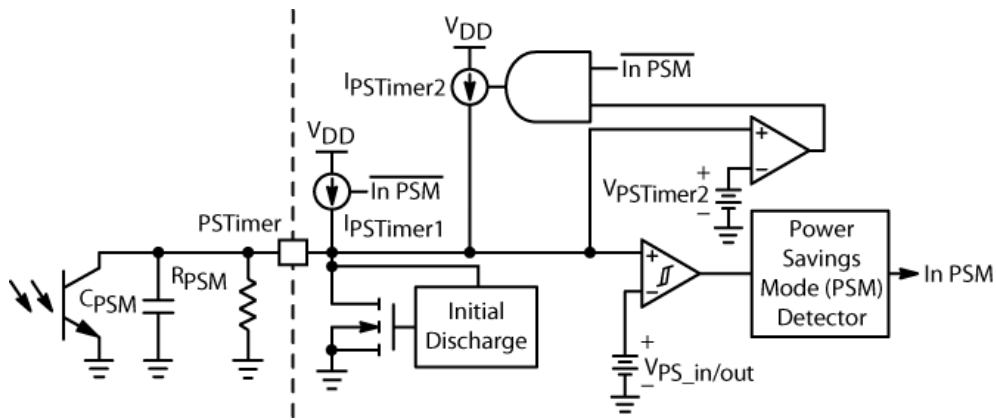 VDD
IPSTimer2
In PSM
VDD
In PSM
IPSTimer1
PSTimer
+
−
+
VPSTimer2
−
CPSM
RPSM
Initial
Discharge
+
−
Power
Savings
Mode (PSM)
Detector
In PSM
+
VPS_in/out
−